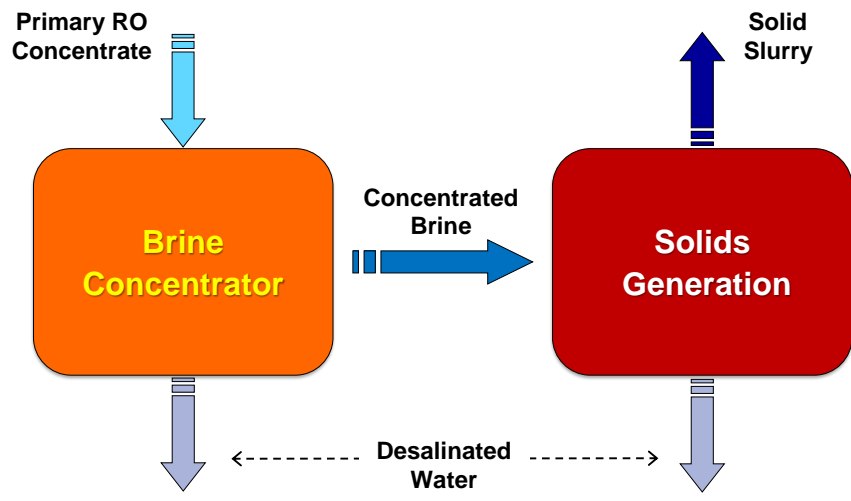 Primary RO
Concentrate
Solid
Slurry
Concentrated
Brine
Brine
Concentrator
Solids
Generation
Desalinated
Water